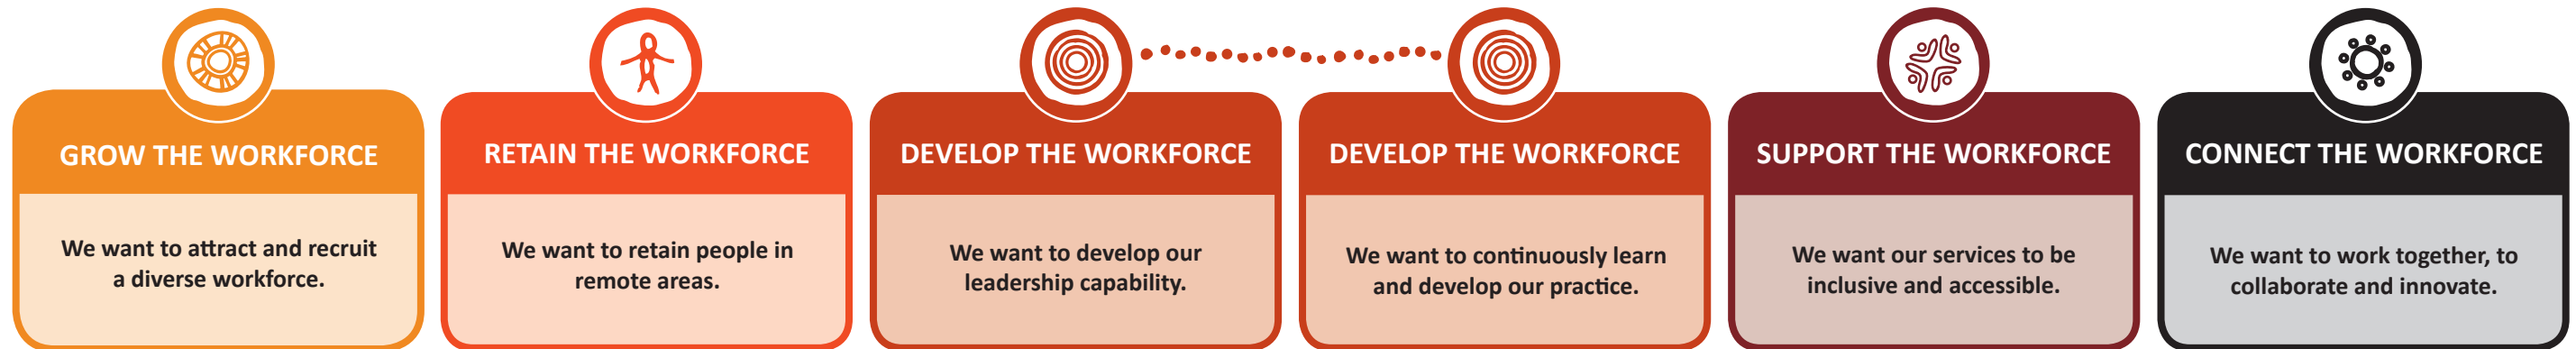 GROW THE WORKFORCE
We want to attract and recruit
a diverse workforce.
RETAIN THE WORKFORCE
We want to retain people in
remote areas.
DEVELOP THE WORKFORCE
We want to develop our
leadership capability.
DEVELOP THE WORKFORCE
We want to continuously learn
and develop our practice.
SUPPORT THE WORKFORCE
We want our services to be
inclusive and accessible.
CONNECT THE WORKFORCE
We want to work together, to
collaborate and innovate.